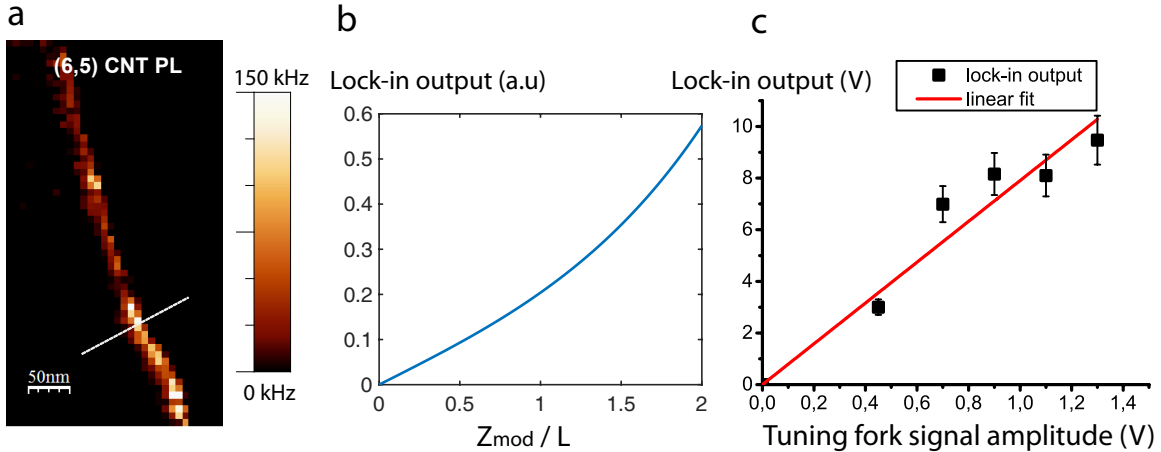 a
(6,5) CNT PL
50nm
150 kHz
0 kHz
b
Lock-in output (a.u)
0.6
0.5
0.4
0.3
0.2
0.1
0
0 0.5 1 1.5 2
Zmod / L
c
Lock-in output (V)
lock-in output
linear fit
10
8
6
4
2
0
0,0 0,2 0,4 0,6 0,8 1,0 1,2 1,4
Tuning fork signal amplitude (V)